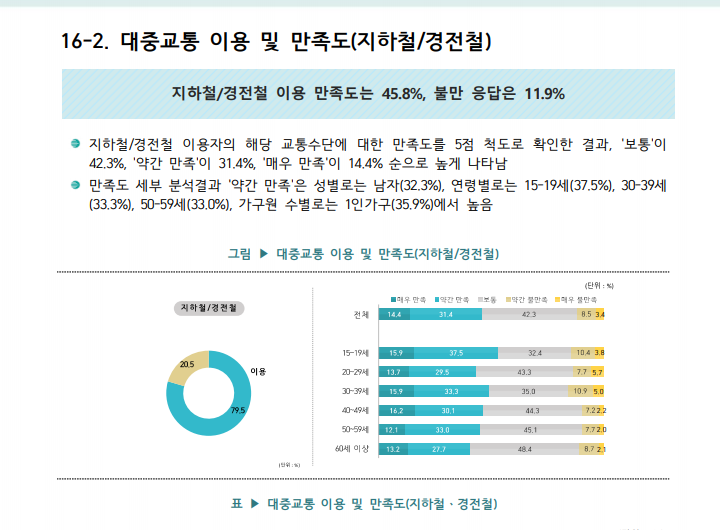 16-2. 대중교통 이용 및 만족도(지하철/경전철)
지하철/경전철 이용 만족도는 45.8%, 불만 응답은 11.9%
지하철/경전철 이용자의 해당 교통수단에 대한 만족도를 5점 척도로 확인한 결과, '보통'이
42.3%, '약간 만족'이 31.4%, '매우 만족'이 14.4% 순으로 높게 나타남
만족도 세부 분석결과 '약간 만족'은 성별로는 남자(32.3%), 연령별로는 15-19세(37.5%), 30-39세
(33.3%), 50-59세(33.0%), 가구원 수별로는 1인가구(35.9%)에서 높음
그림 ▶ 대중교통 이용 및 만족도(지하철/경전철)
(단위 : %)
지하철/경전철
20.5
이용
79.5
(단위 : %)
매우 만족 약간 만족 보통 약간 불만족 매우 불만족
전체 14.4 31.4 42.3 8.5 3.4
15-19세 15.9 37.5 32.4 10.4 3.8
20-29세 13.7 29.5 43.3 7.7 5.7
30-39세 15.9 33.3 35.0 10.9 5.0
40-49세 16.2 30.1 44.3 7.2 2.2
50-59세 12.1 33.0 45.1 7.7 2.0
60세 이상 13.2 27.7 48.4 8.7 2.1
표 ▶ 대중교통 이용 및 만족도(지하철ㆍ경전철)